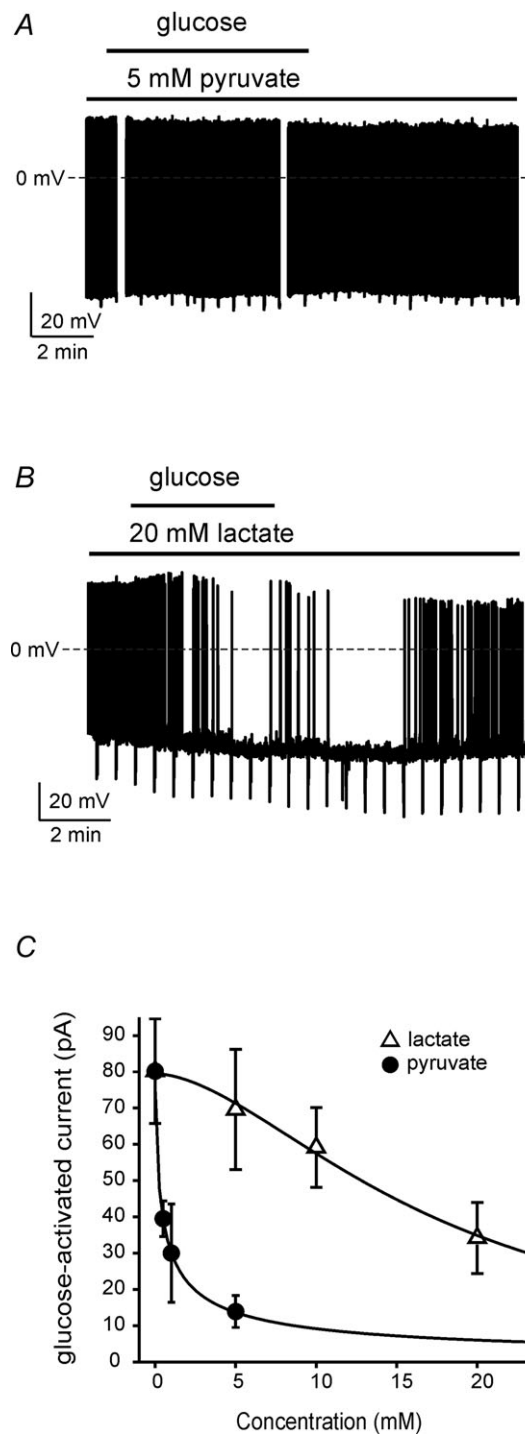 A
glucose
5 mM pyruvate
0 mV
20 mV
2 min
B
glucose
20 mM lactate
0 mV
20 mV
2 min
C
glucose-activated current (pA)
90
80
70
60
50
40
30
20
10
0
lactate
pyruvate
0 5 10 15 20
Concentration (mM)